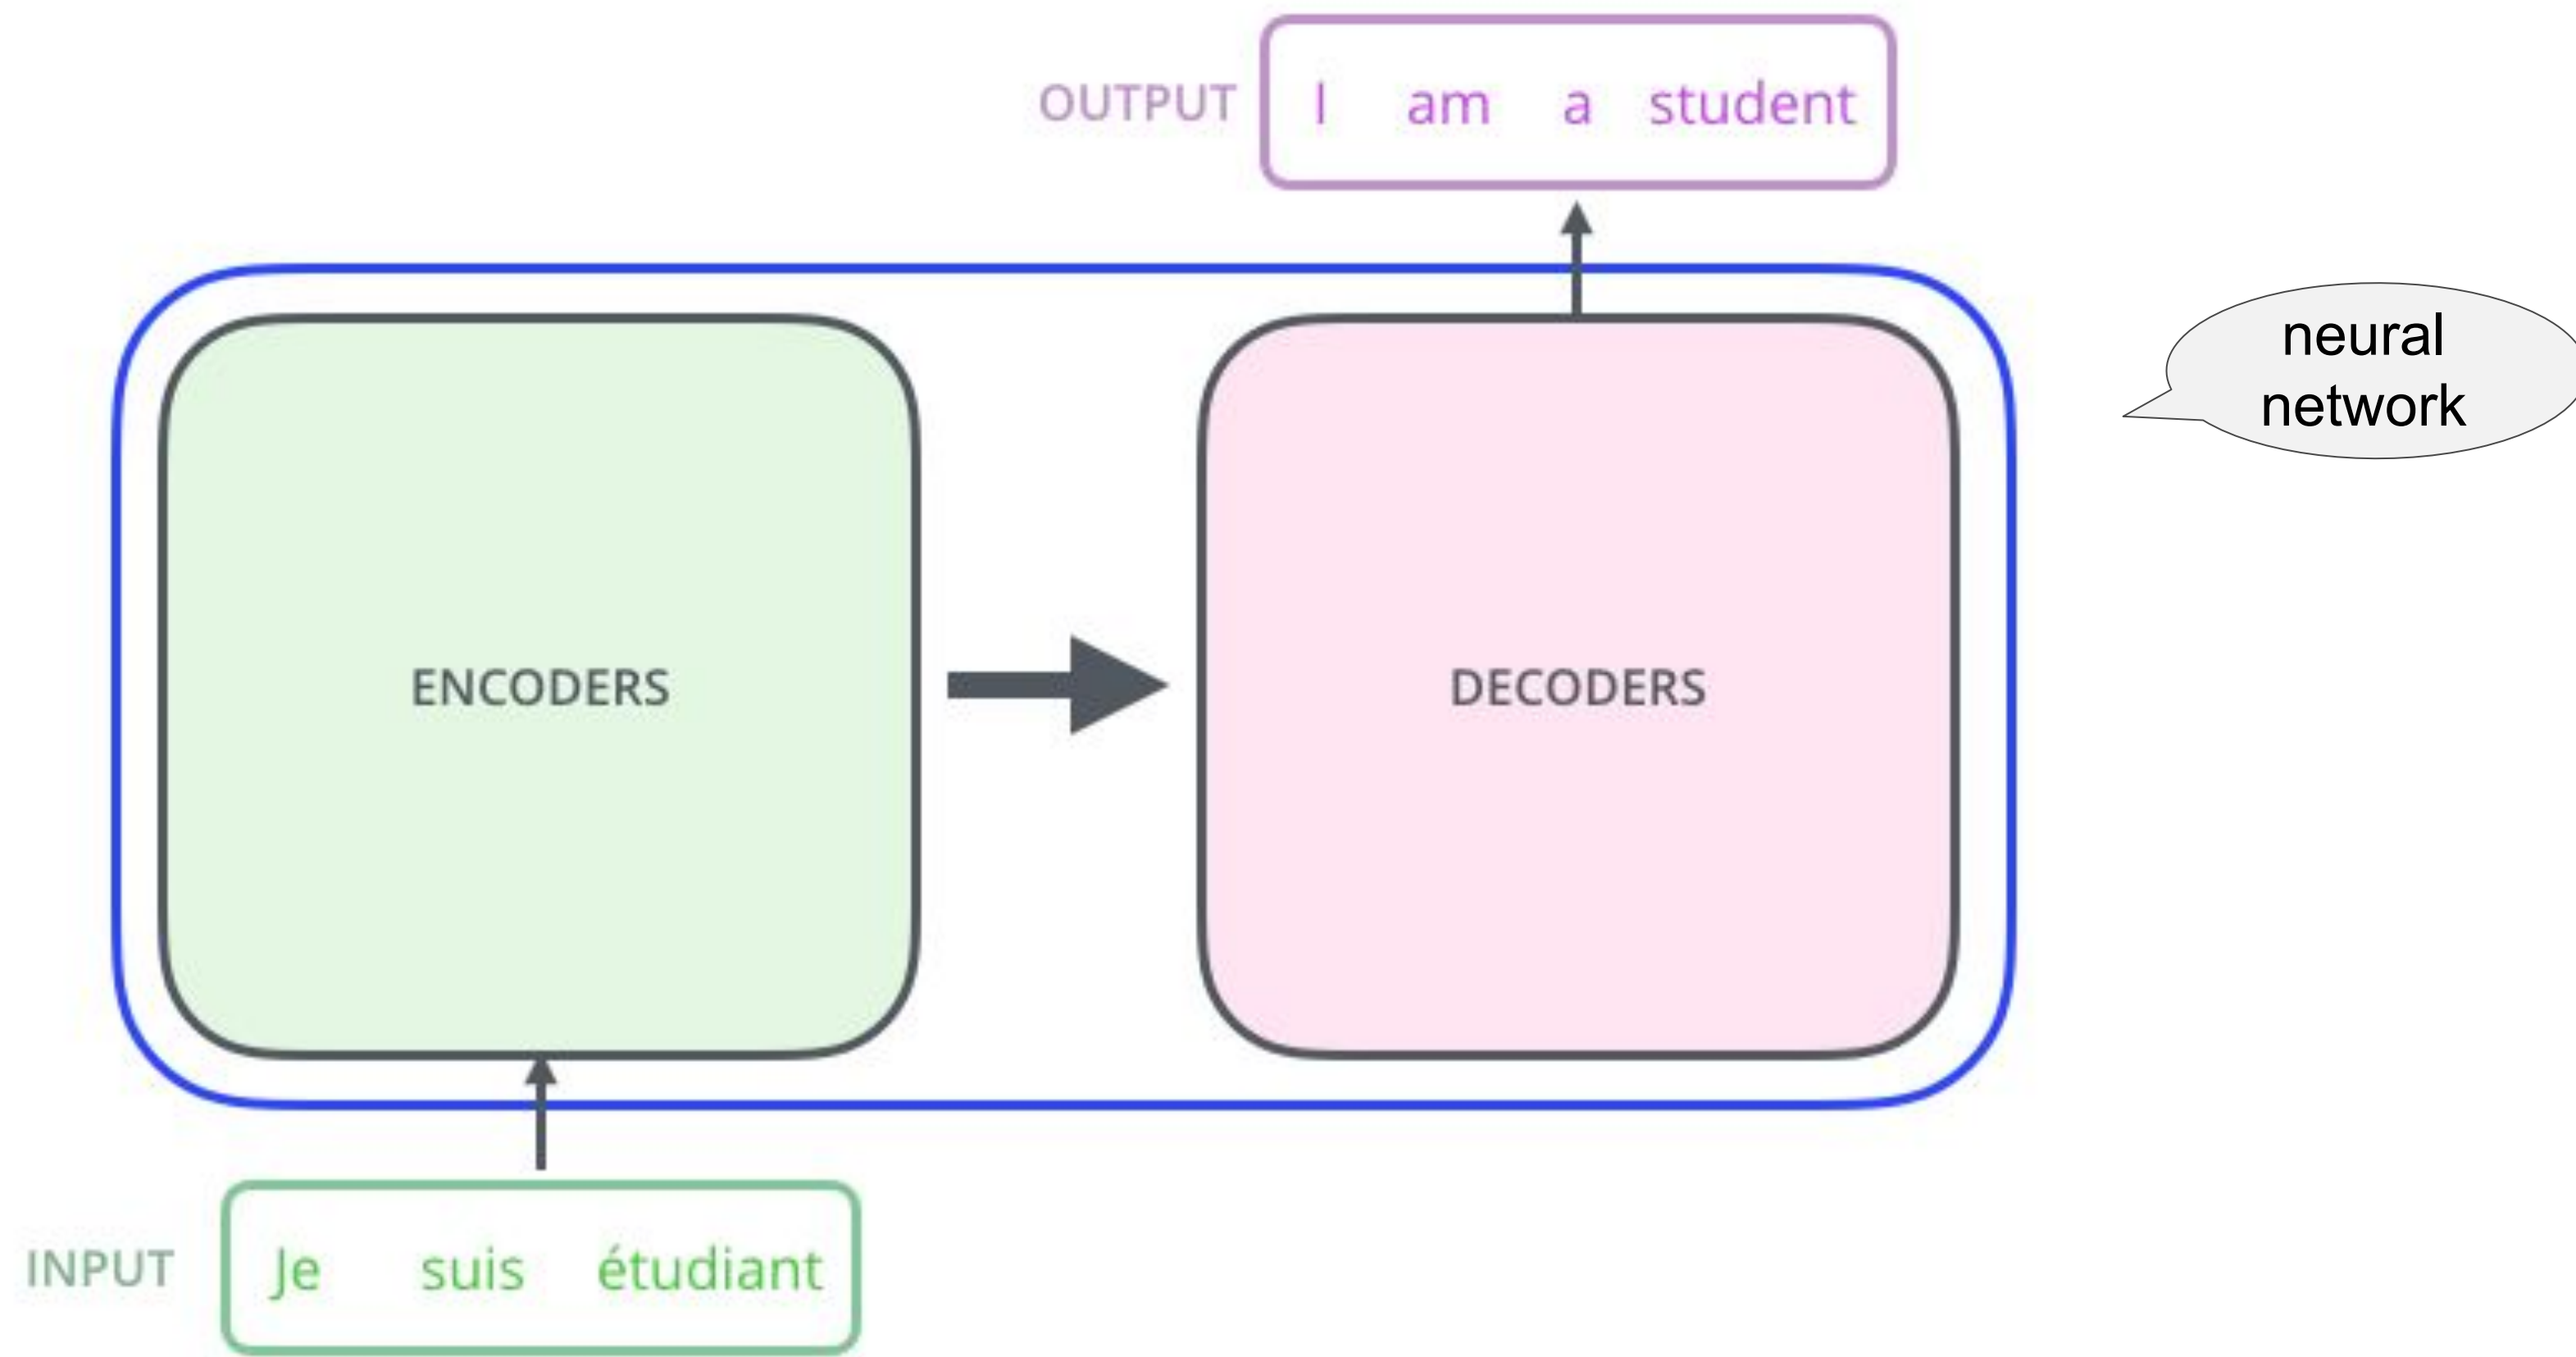 OUTPUT I am a student
neural
network
ENCODERS DECODERS
INPUT Je suis étudiant